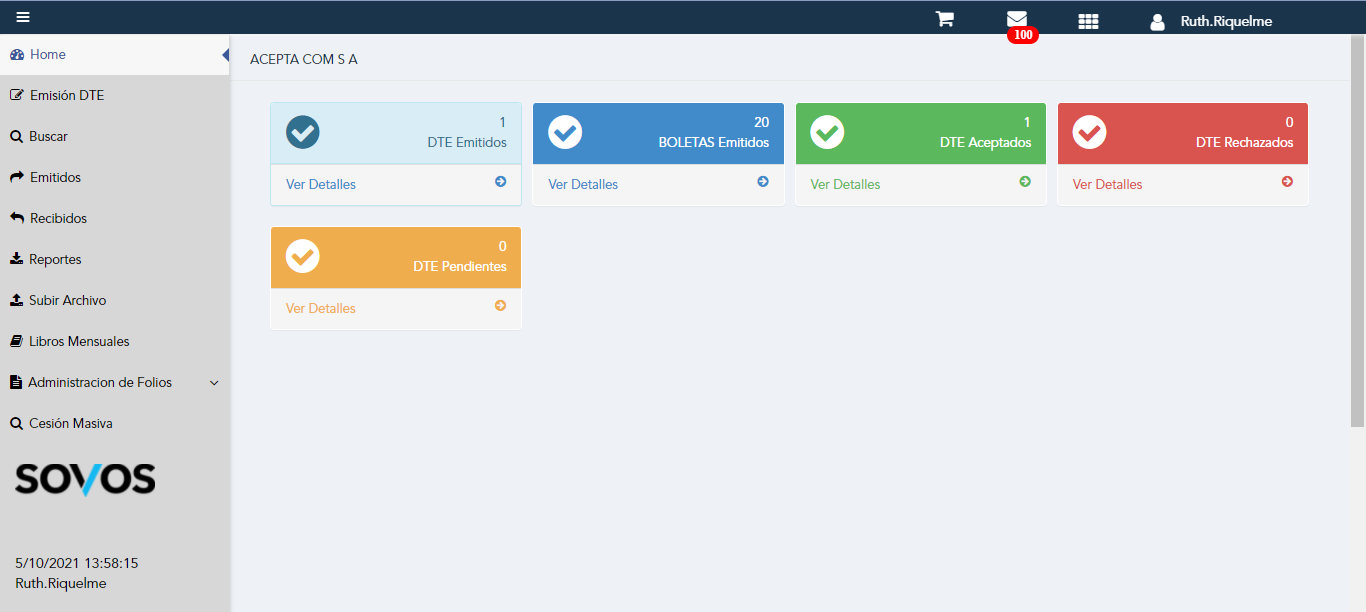 100
Ruth.Riquelme
Home
Emisión DTE
Buscar
Emitidos
Recibidos
Reportes
Subir Archivo
Libros Mensuales
Administracion de Folios
Cesión Masiva
SOVOS
5/10/2021 13:58:15
Ruth.Riquelme
ACEPTA COM S A
1
DTE Emitidos
Ver Detalles
20
BOLETAS Emitidos
Ver Detalles
1
DTE Aceptados
Ver Detalles
0
DTE Rechazados
Ver Detalles
0
DTE Pendientes
Ver Detalles